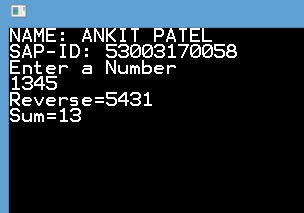 NAME: ANKIT PATEL
SAP-ID: 53003170058
Enter a Number
1345
Reverse=5431
Sum=13